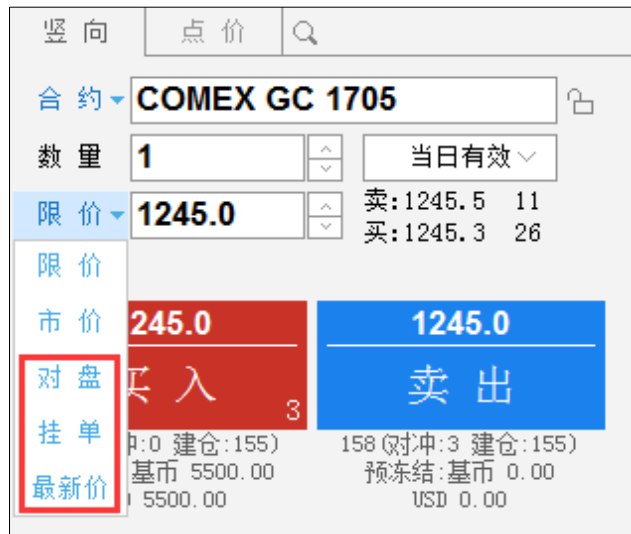 竖 向 点 价
合 约 COMEX GC 1705
数 里 1 当日有效
限 价 1245.0 卖:1245.5 11
买:1245.3 26
限 价
市 价 245.0 1245.0
对 盘 买 入 3 卖 出
挂 单 中:0 建仓:155) 158(对冲:3 建仓:155)
基币 5500.00 预冻结:基币 0.00
最新价 5500.00 USD 0.00